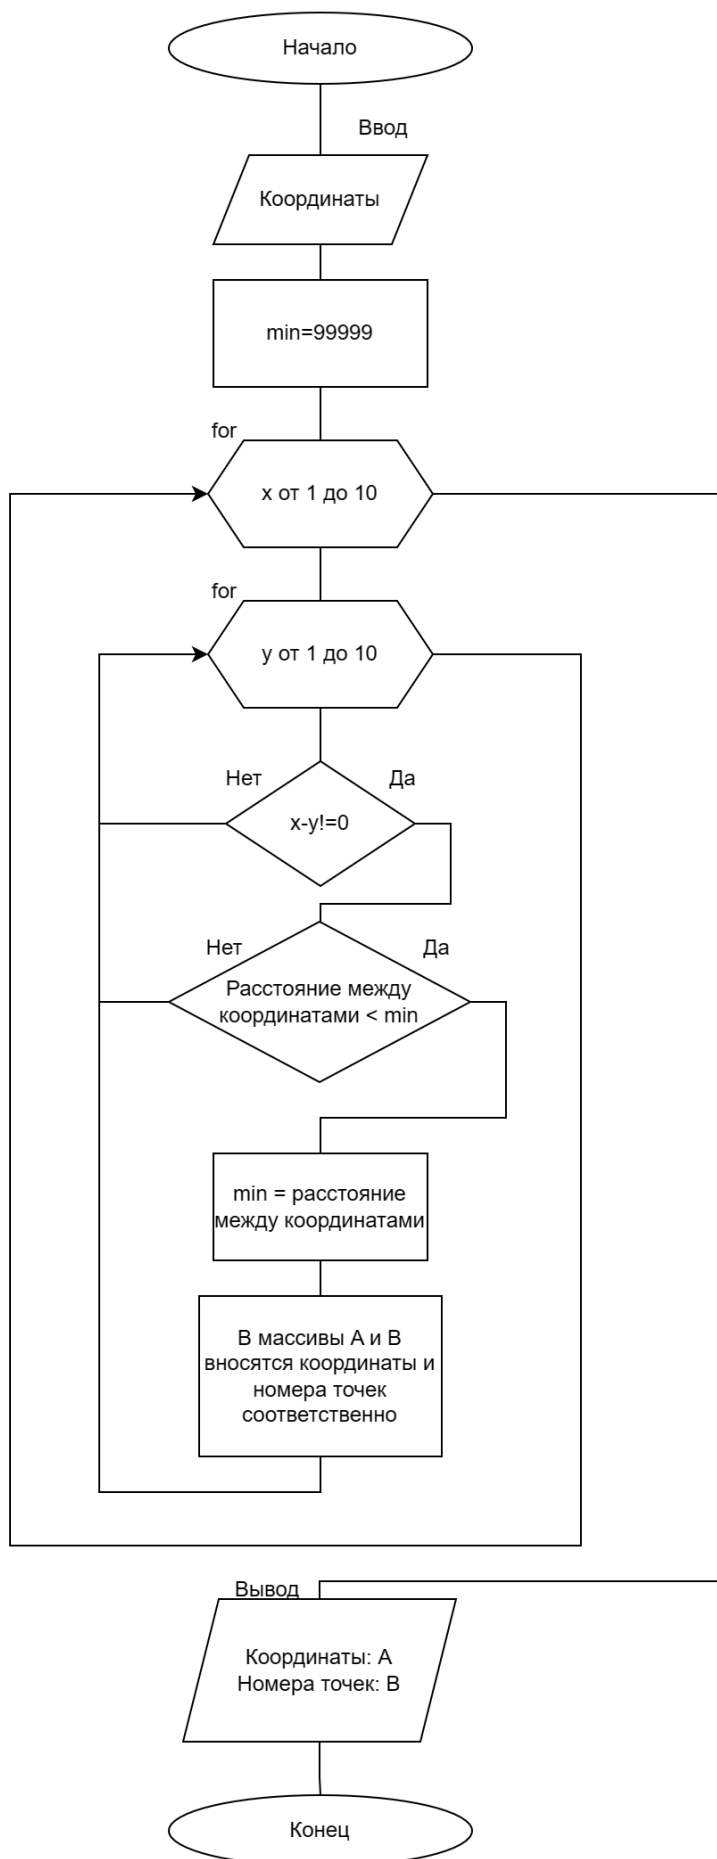 Начало
Ввод
Координаты
min=99999
for
x от 1 до 10
for
y от 1 до 10
Нет
Да
x-y!=0
Нет
Да
Расстояние между
координатами < min
min = расстояние
между координатами
В массивы A и B
вносятся координаты и
номера точек
соответственно
Вывод
Координаты: A
Номера точек: B
Конец